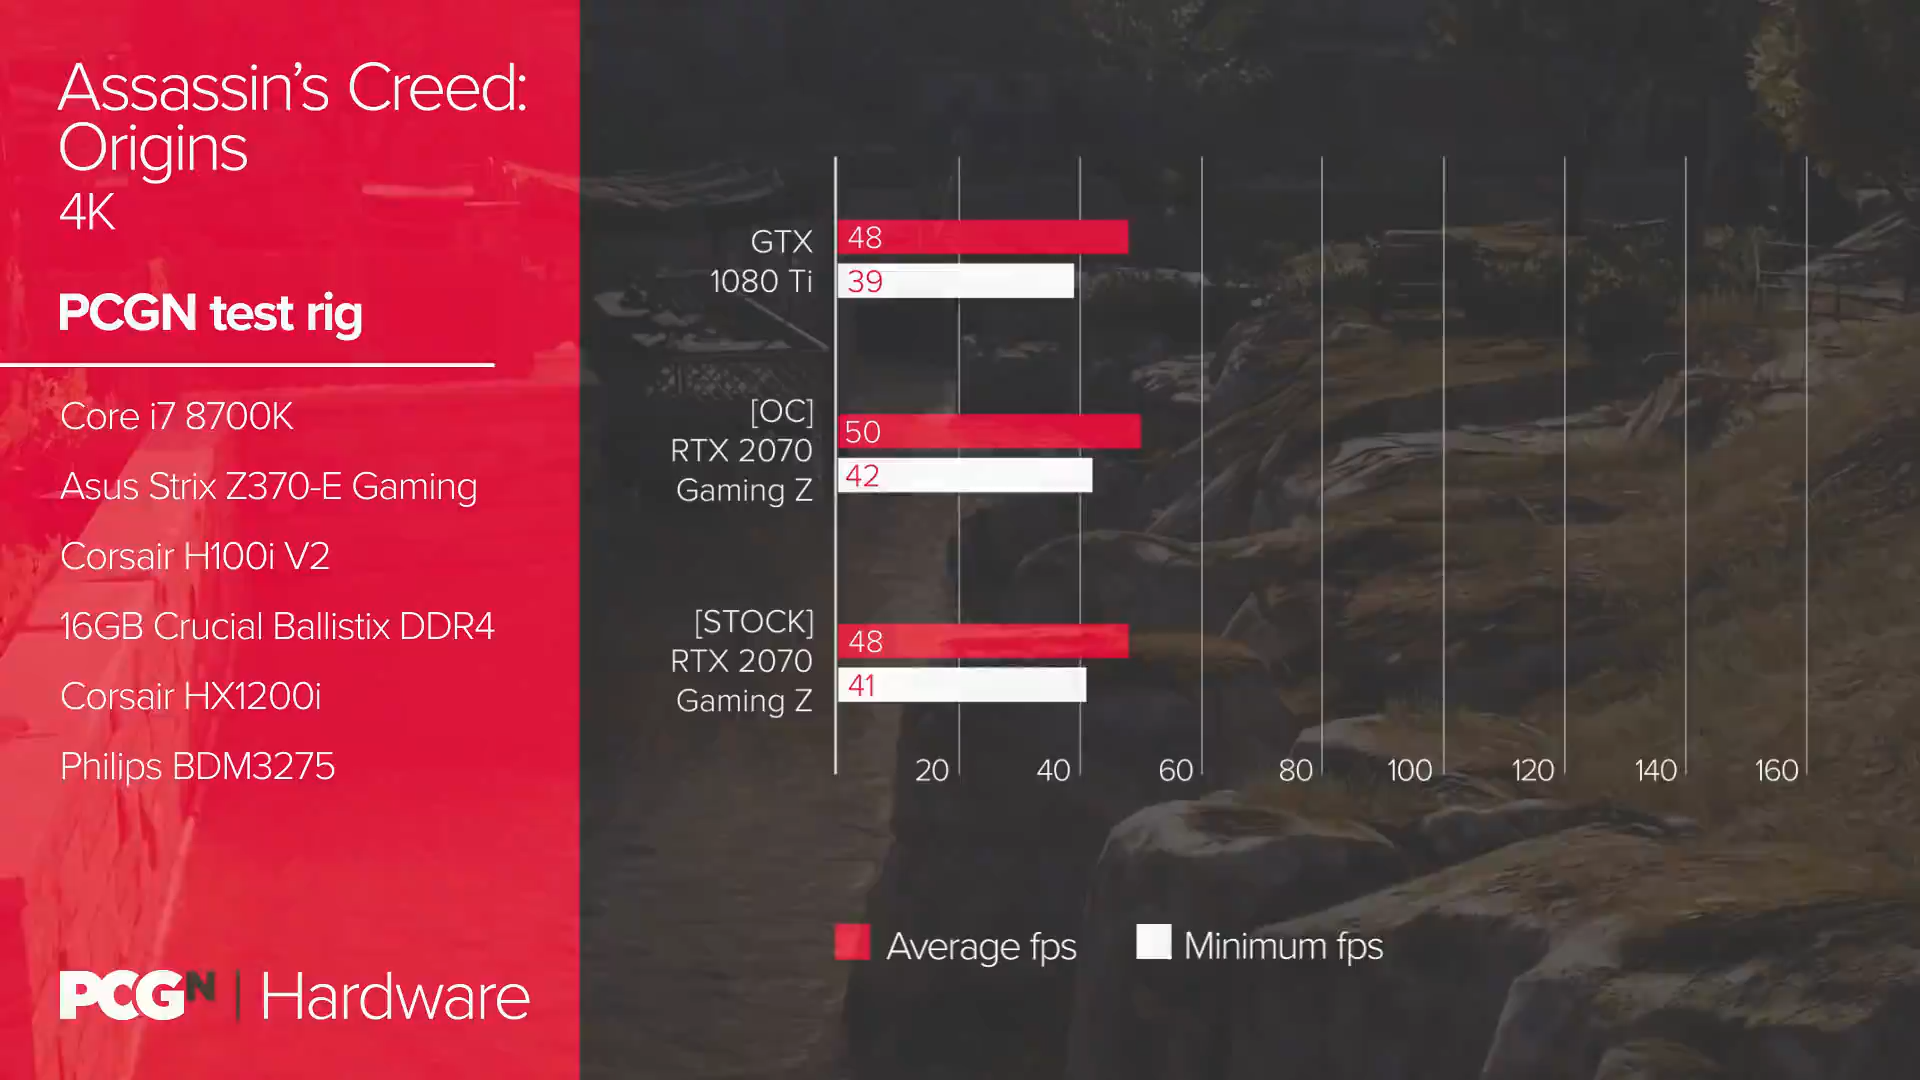 Assassin's Creed:
Origins
4K
PCGN test rig
Core i7 8700K
Asus Strix Z370-E Gaming
Corsair H100i V2
16GB Crucial Ballistix DDR4
Corsair HX1200i
Philips BDM3275
PCGN | Hardware
GTX
1080 Ti
48
39
[OC]
RTX 2070
Gaming Z
50
42
[STOCK]
RTX 2070
Gaming Z
48
41
20 40 60 80 100 120 140 160
Average fps Minimum fps